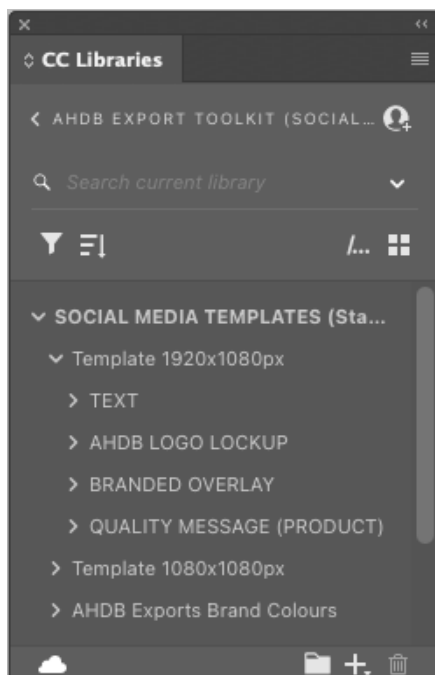 CC Libraries
AHDB EXPORT TOOLKIT (SOCIAL...
Search current library
/...
SOCIAL MEDIA TEMPLATES (Sta...
Template 1920x1080px
TEXT
AHDB LOGO LOCKUP
BRANDED OVERLAY
QUALITY MESSAGE (PRODUCT)
Template 1080x1080px
AHDB Exports Brand Colours